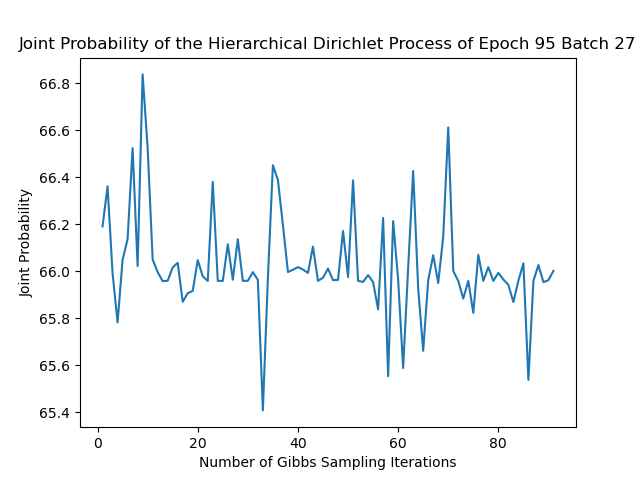 Joint Probability of the Hierarchical Dirichlet Process of Epoch 95 Batch 27
66.8
66.6
66.4
66.2
66.0
65.8
65.6
65.4
Joint Probability
0 20 40 60 80
Number of Gibbs Sampling Iterations